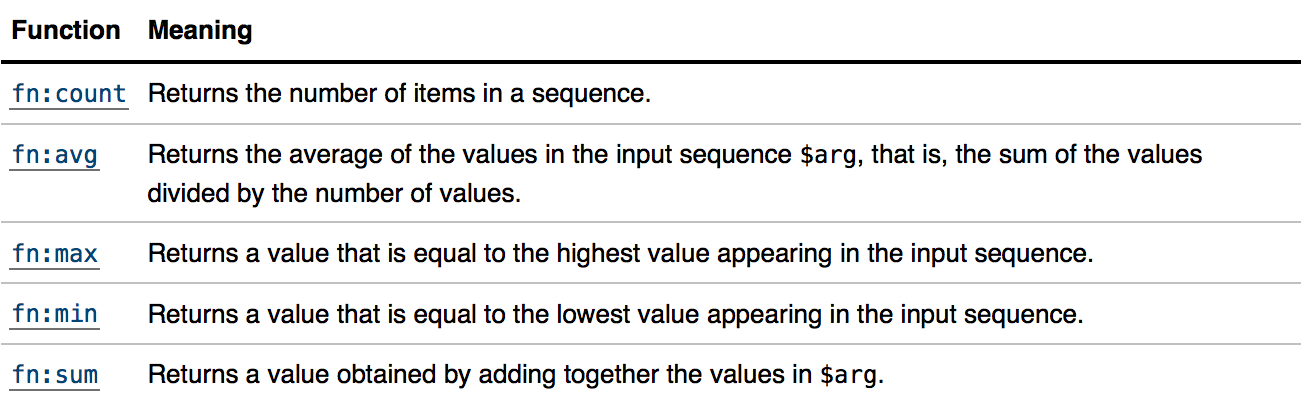 Function Meaning
fn:count Returns the number of items in a sequence.
fn:avg Returns the average of the values in the input sequence $arg, that is, the sum of the values
divided by the number of values.
fn:max Returns a value that is equal to the highest value appearing in the input sequence.
fn:min Returns a value that is equal to the lowest value appearing in the input sequence.
fn:sum Returns a value obtained by adding together the values in $arg.